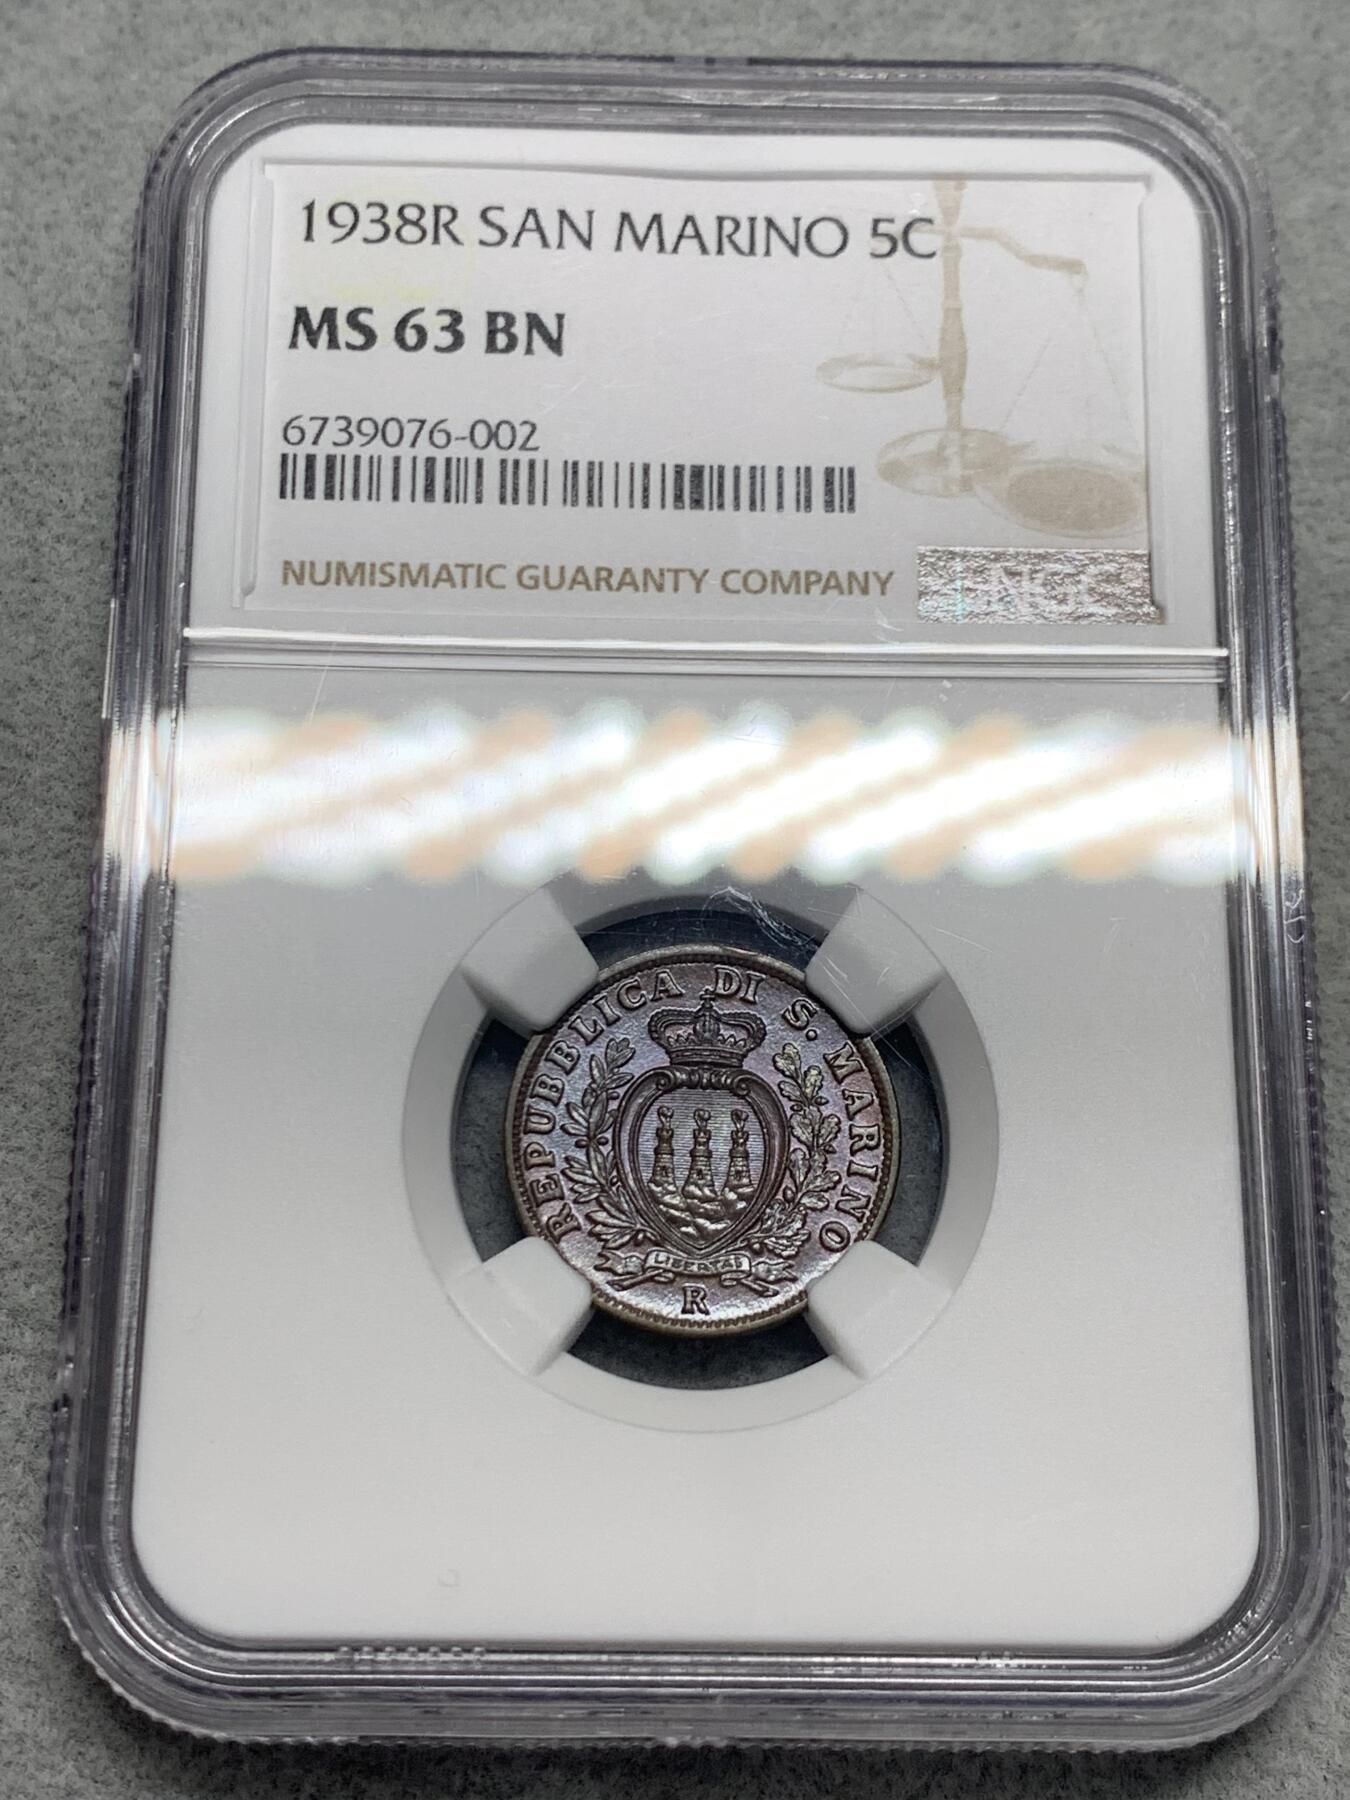 1938R SAN MARINO 5C
MS 63 BN
6739076-002
NUMISMATIC GUARANTY COMPANY
NGC
REPUBBLICA DI S. MARINO
LIBERTAS
R